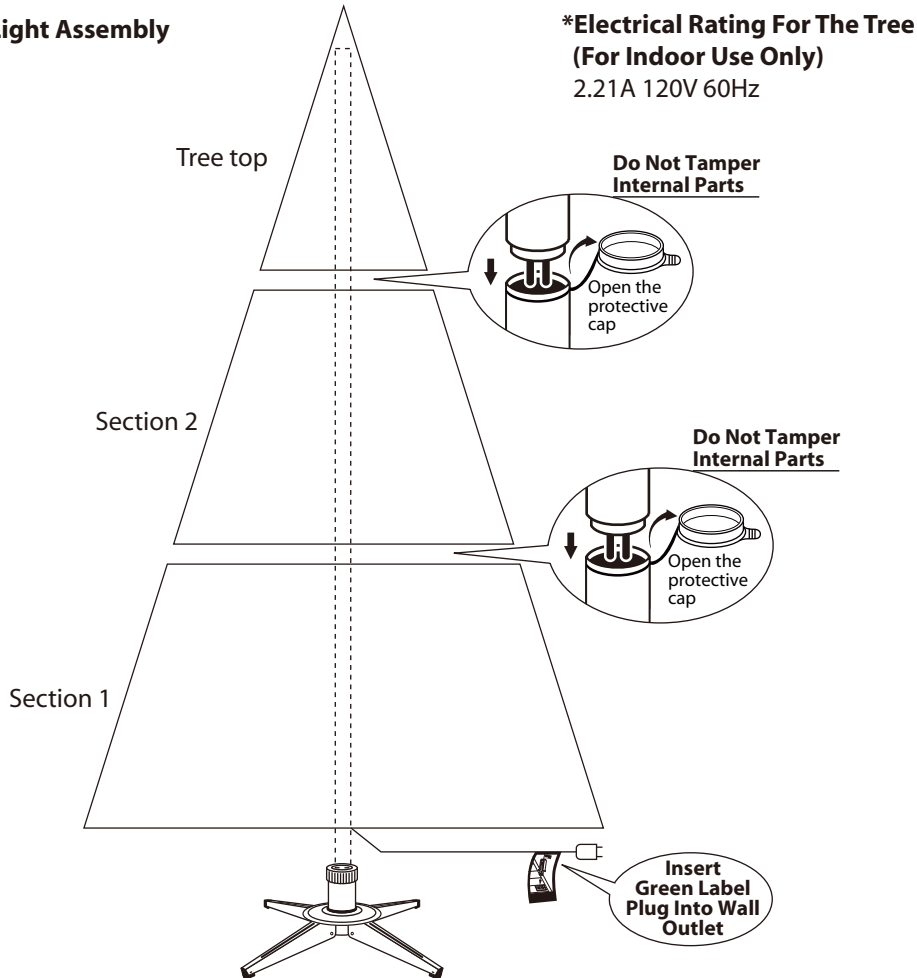 ight Assembly
*Electrical Rating For The Tree
(For Indoor Use Only)
2.21A 120V 60Hz
Tree top
Do Not Tamper
Internal Parts
Open the
protective
cap
Section 2
Do Not Tamper
Internal Parts
Open the
protective
cap
Section 1
Insert
Green Label
Plug Into Wall
Outlet